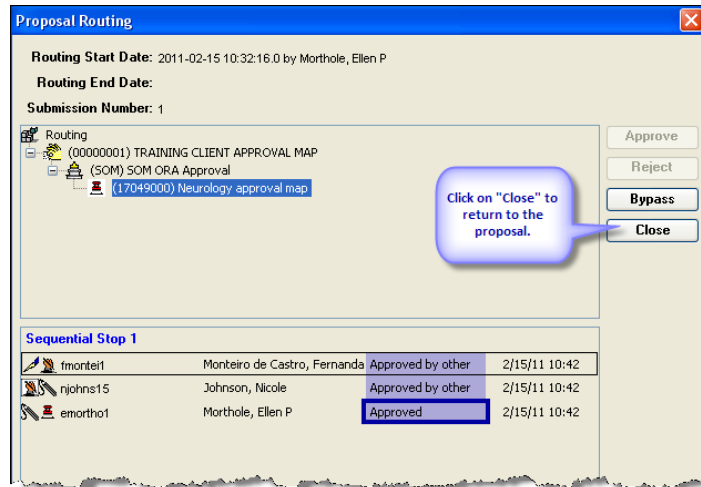 Proposal Routing
Routing Start Date: 2011-02-15 10:32:16.0 by Morthole, Ellen P
Routing End Date:
Submission Number: 1
Routing
(00000001) TRAINING CLIENT APPROVAL MAP
(SOM) SOM ORA Approval
(17049000) Neurology approval map
Approve
Reject
Bypass
Close
Click on "Close" to
return to the
proposal.
Sequential Stop 1
fmontei1 Monteiro de Castro, Fernanda Approved by other 2/15/11 10:42
njohns15 Johnson, Nicole Approved by other 2/15/11 10:42
emortho1 Morthole, Ellen P Approved 2/15/11 10:42